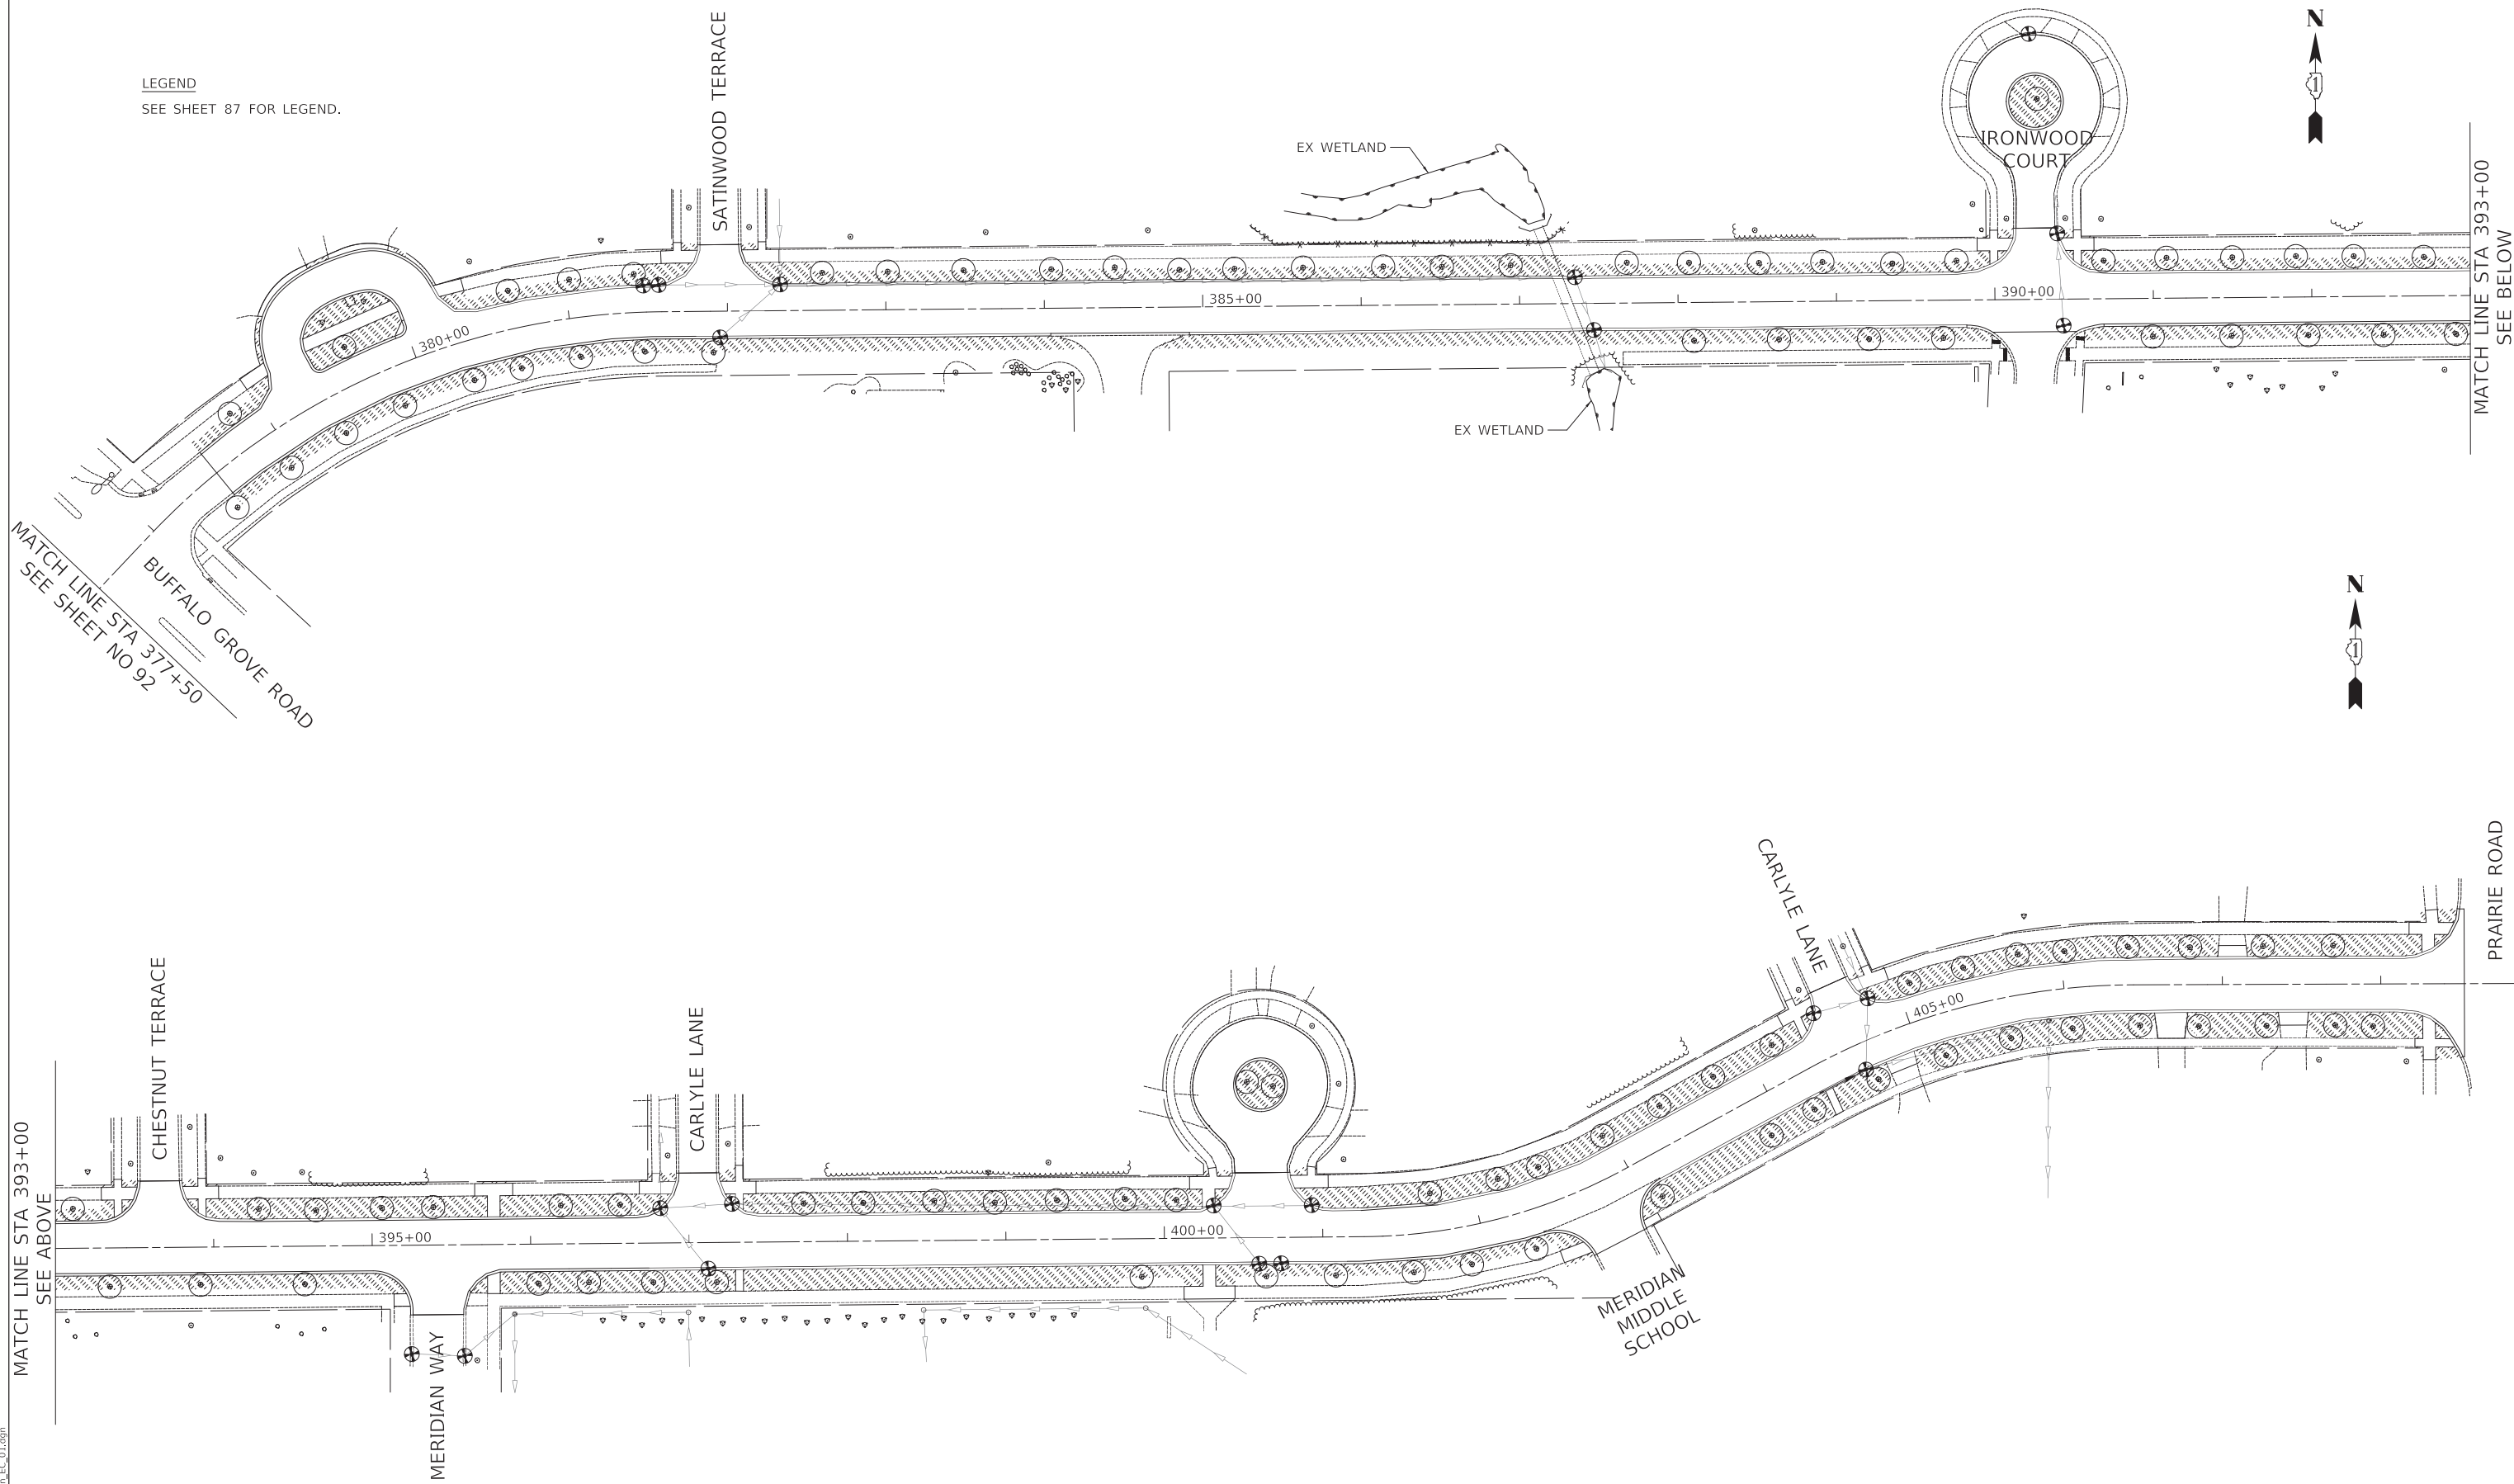 LEGEND
SEE SHEET 87 FOR LEGEND.
SATINWOOD TERRACE
EX WETLAND
IRONWOOD
COURT
N
1
MATCH LINE STA 393+00
SEE BELOW
380+00
385+00
390+00
EX WETLAND
MATCH LINE STA 377+50
SEE SHEET NO 92
BUFFALO GROVE ROAD
N
1
MATCH LINE STA 393+00
SEE ABOVE
CHESTNUT TERRACE
CARLYLE LANE
CARLYLE LANE
PRAIRIE ROAD
395+00
400+00
405+00
MERIDIAN WAY
MERIDIAN
MIDDLE
SCHOOL